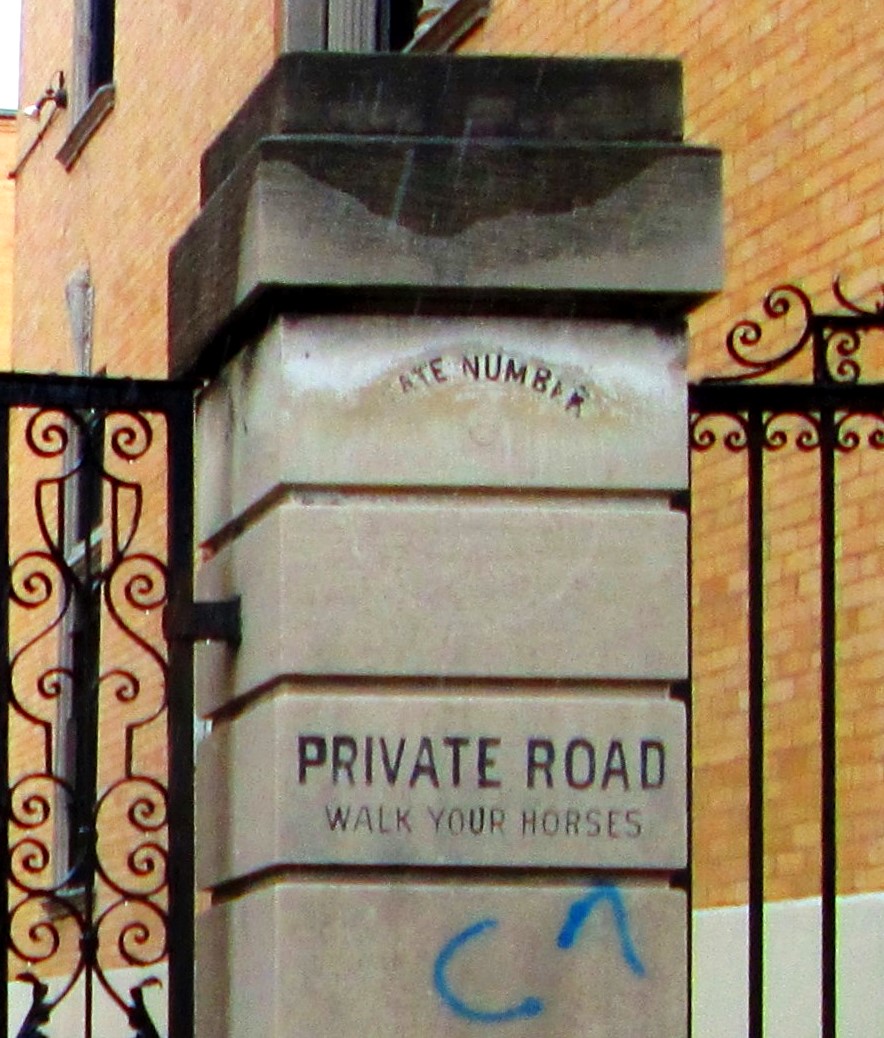 ATE NUMBER
PRIVATE ROAD
WALK YOUR HORSES